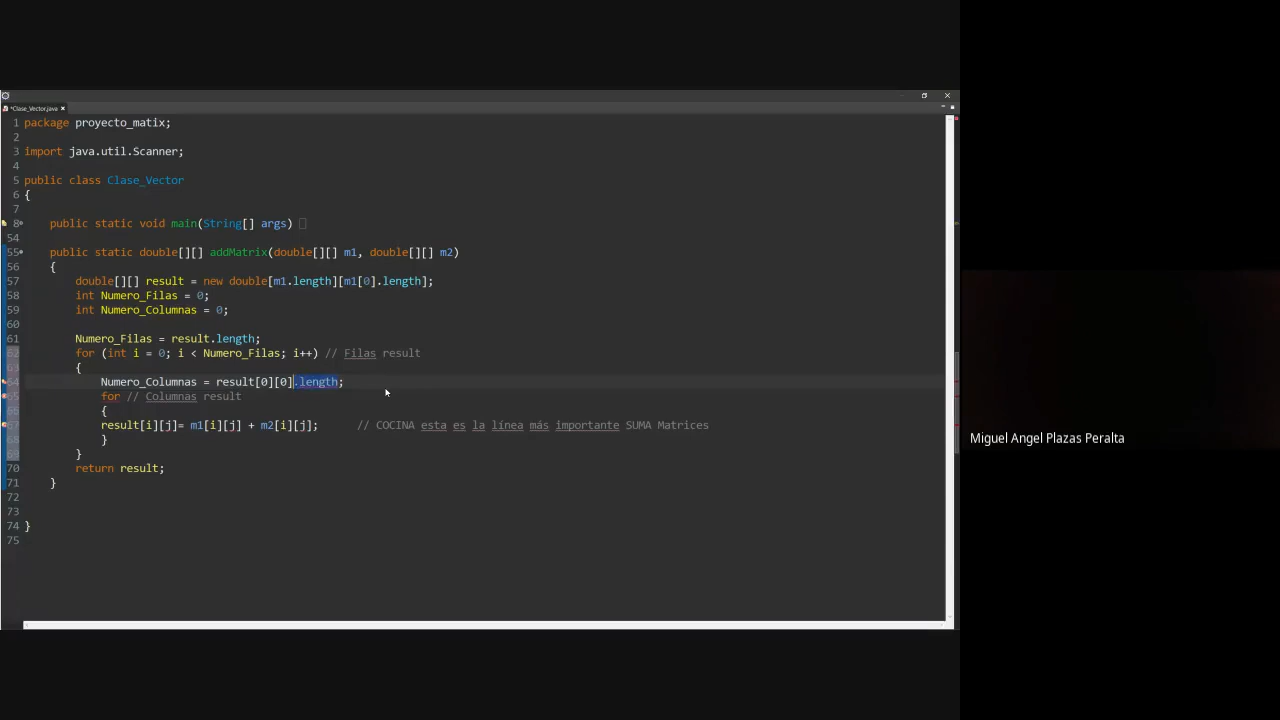 *Clase_Vector.java
1 package proyecto_matix;
2
3 import java.util.Scanner;
4
5 public class Clase_Vector
6 {
7
8 public static void main(String[] args)
54
55 public static double[][] addMatrix(double[][] m1, double[][] m2)
56 {
57 double[][] result = new double[m1.length][m1[0].length];
58 int Numero_Filas = 0;
59 int Numero_Columnas = 0;
60
61 Numero_Filas = result.length;
62 for (int i = 0; i < Numero_Filas; i++) // Filas result
63 {
64 Numero_Columnas = result[0][0].length;
65 for // Columnas result
66 {
67 result[i][j]= m1[i][j] + m2[i][j]; // COCINA esta es la línea más importante SUMA Matrices
68 }
69 }
70 return result;
71 }
72
73
74 }
75
Miguel Angel Plazas Peralta